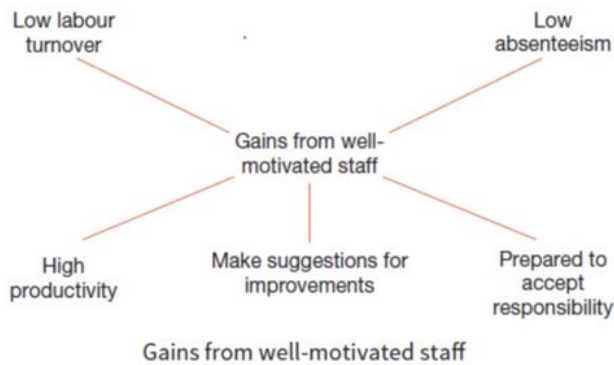 Low labour
turnover
Low
absenteeism
Gains from well-
motivated staff
High
productivity
Make suggestions for
improvements
Prepared to
accept
responsibility
Gains from well-motivated staff